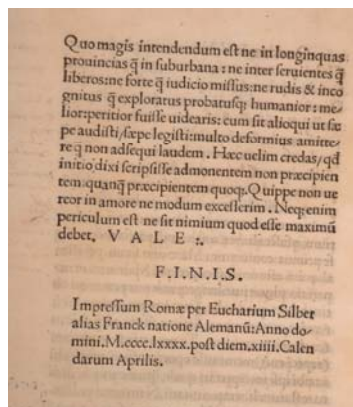 Quo magis intendendum est ne in longinquas
prouincias q̃ in suburbana: ne inter seruientes q̃
liberos: ne forte q̃ iudicio missus: ne rudis & inco
gnitus q̃ exploratus probatusq; humanior: me/
lior: peritior fuisse uidearis: cum sit alioqui ut sæ
pe audisti/sæpe legisti: multo deformius amitte/
re q̃ non adsequi laudem. Hæc uelim credas/qd̃
initio dixi scripsisse admonentem non præcipien
tem: quanq̃ præcipientem quoq;. Quippe non ue
reor in amore ne modum excesserim. Neq; enim
periculum est ne sit nimium quod esse maximũ
debet. V A L E :.
F.I.N.I.S.
Impressum Romæ per Eucharium Silber
alias Franck natione Alemanũ: Anno do/
mini.M.cccc.lxxxx.post diem.xiiii.Calen
darum Aprilis.